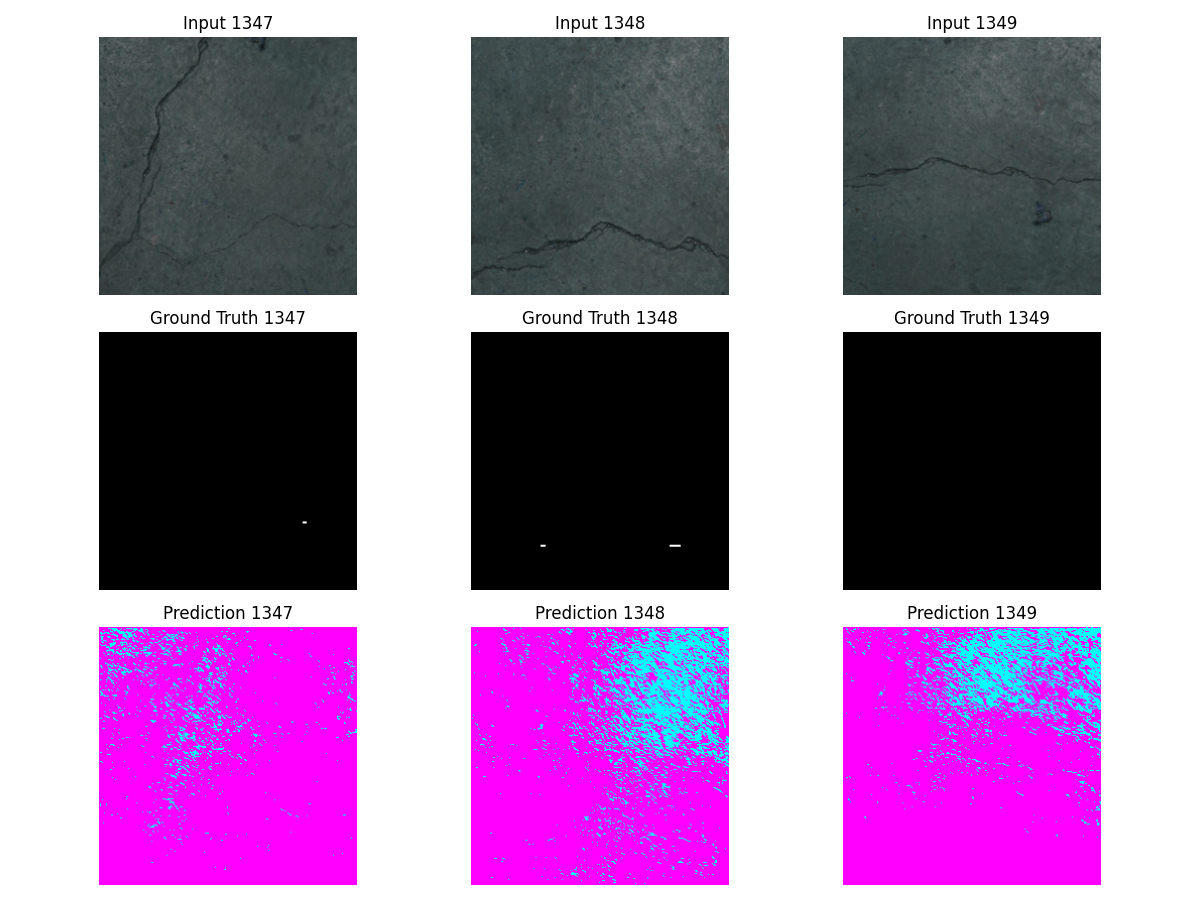 Input 1347
Input 1348
Input 1349
Ground Truth 1347
Ground Truth 1348
Ground Truth 1349
Prediction 1347
Prediction 1348
Prediction 1349